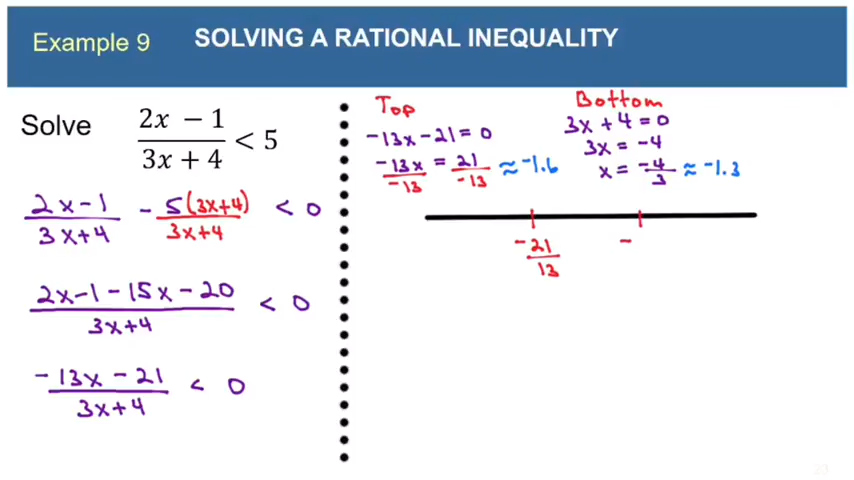 Example 9
SOLVING A RATIONAL INEQUALITY
Solve (2x − 1)/(3x + 4) < 5
(2x-1)/(3x+4) - 5(3x+4)/(3x+4) < 0
(2x-1-15x-20)/(3x+4) < 0
(-13x-21)/(3x+4) < 0
Top
-13x-21=0
-13x/-13 = 21/-13 ≈ -1.6
Bottom
3x+4=0
3x = -4
x = -4/3 ≈ -1.3
-21/13
-